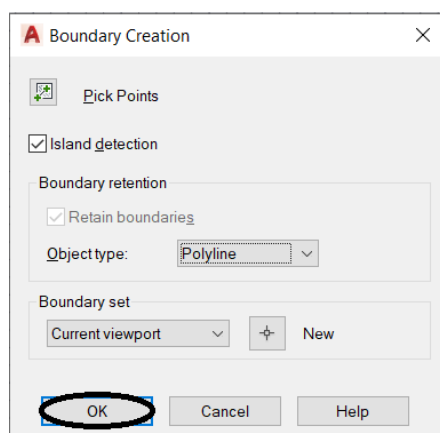 A Boundary Creation
Pick Points
Island detection
Boundary retention
Retain boundaries
Object type: Polyline
Boundary set
Current viewport New
OK Cancel Help